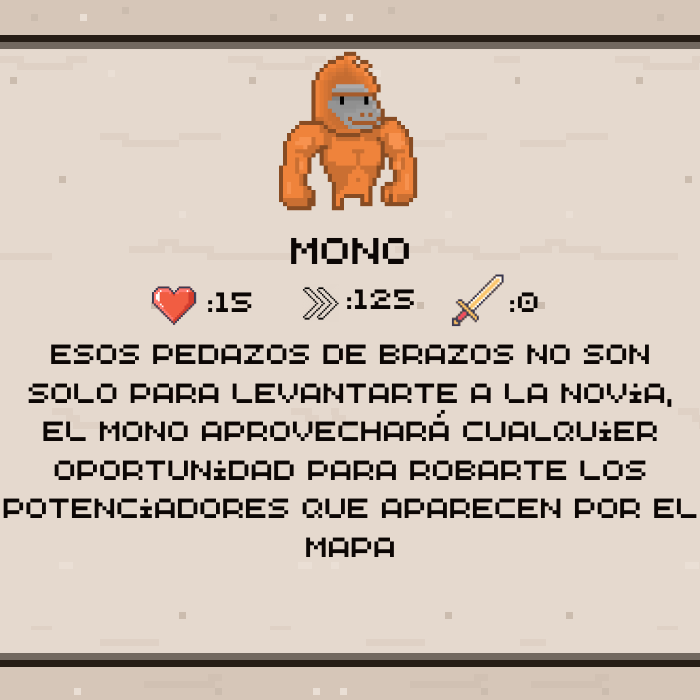 MONO
:15 :125 :0
ESOS PEDAZOS DE BRAZOS NO SON
SOLO PARA LEVANTARTE A LA NOViA,
EL MONO APROVECHARÁ CUALQUiER
OPORTUNiDAD PARA ROBARTE LOS
POTENCiADORES QUE APARECEN POR EL
MAPA